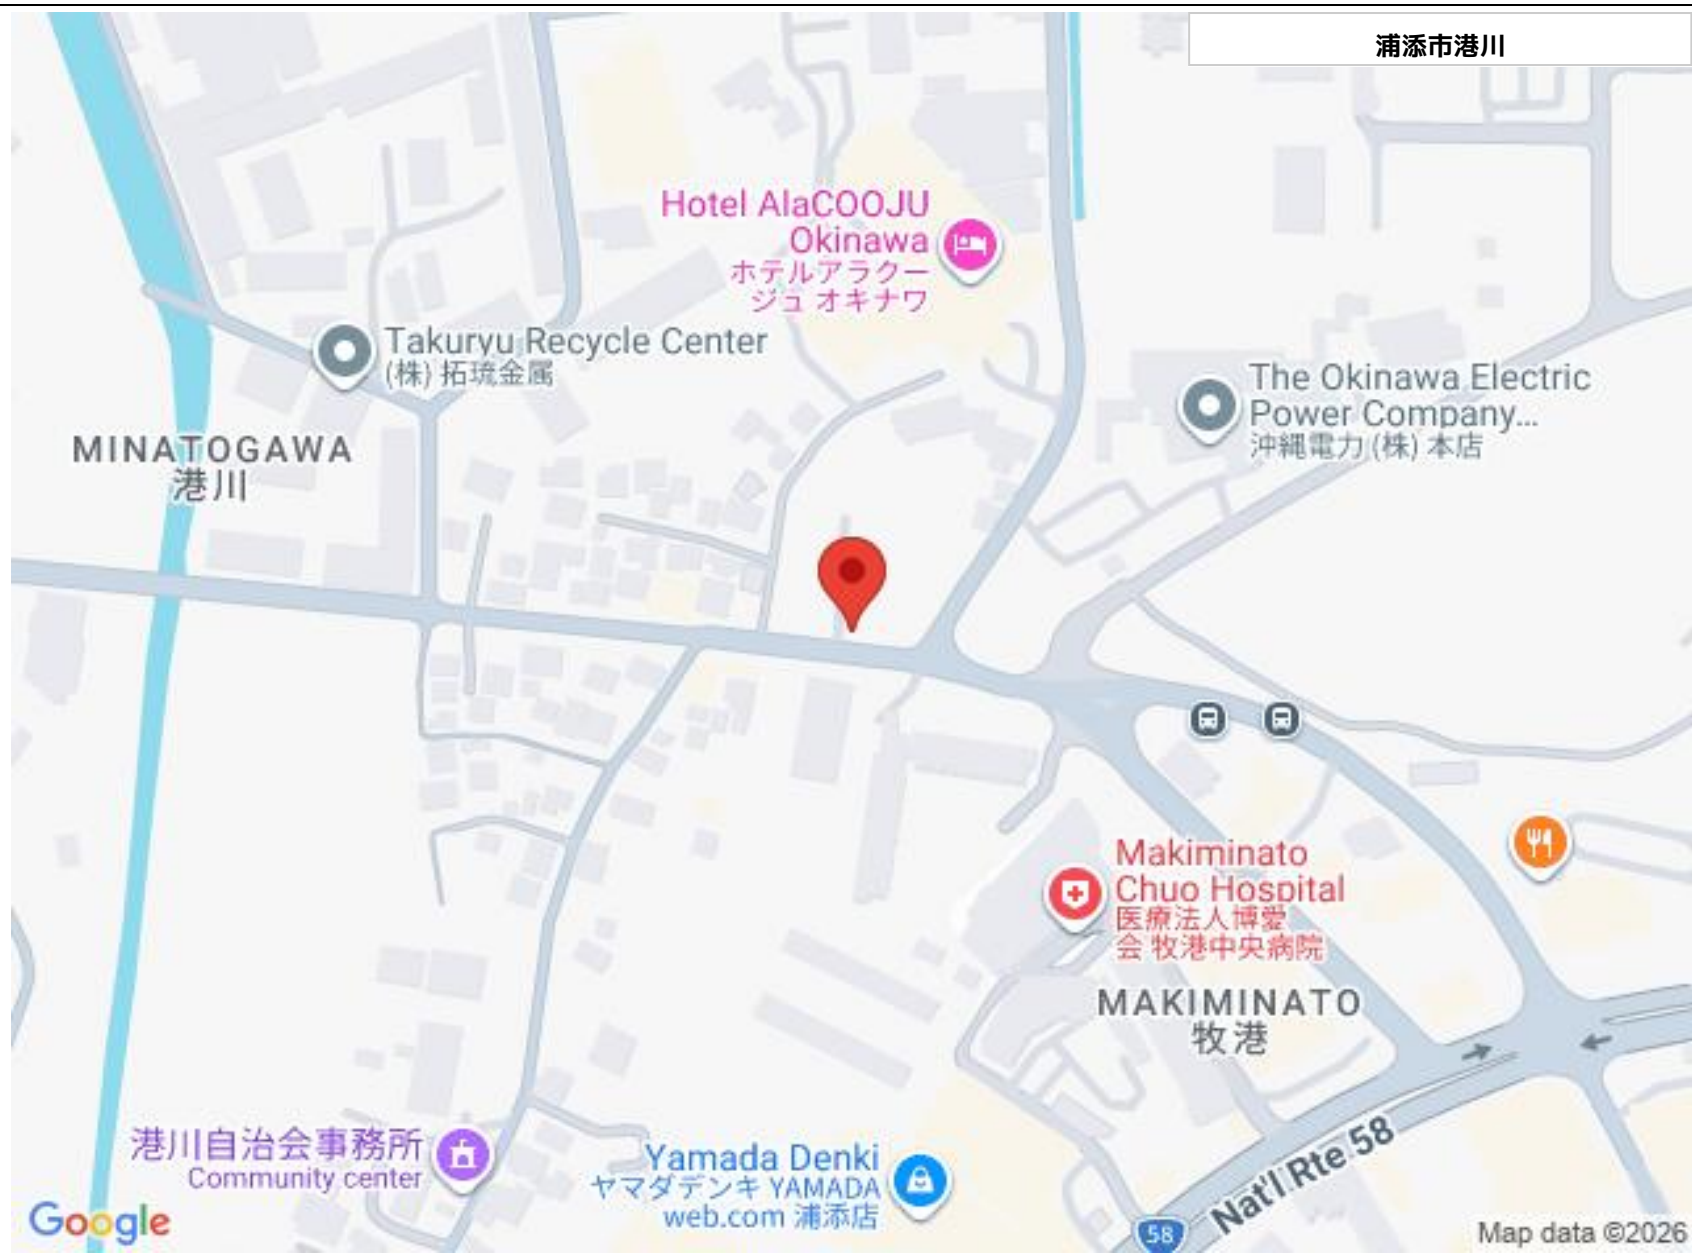 浦添市港川
Hotel AlaCOOJU
Okinawa
ホテルアラクー
ジュ オキナワ
Takuryu Recycle Center
(株) 拓琉金属
The Okinawa Electric
Power Company...
沖縄電力 (株) 本店
MINATOGAWA
港川
Makiminato
Chuo Hospital
医療法人博愛
会 牧港中央病院
MAKIMINATO
牧港
港川自治会事務所
Community center
Yamada Denki
ヤマダデンキ YAMADA
web.com 浦添店
Nat'l Rte 58
58
Google
Map data ©2026